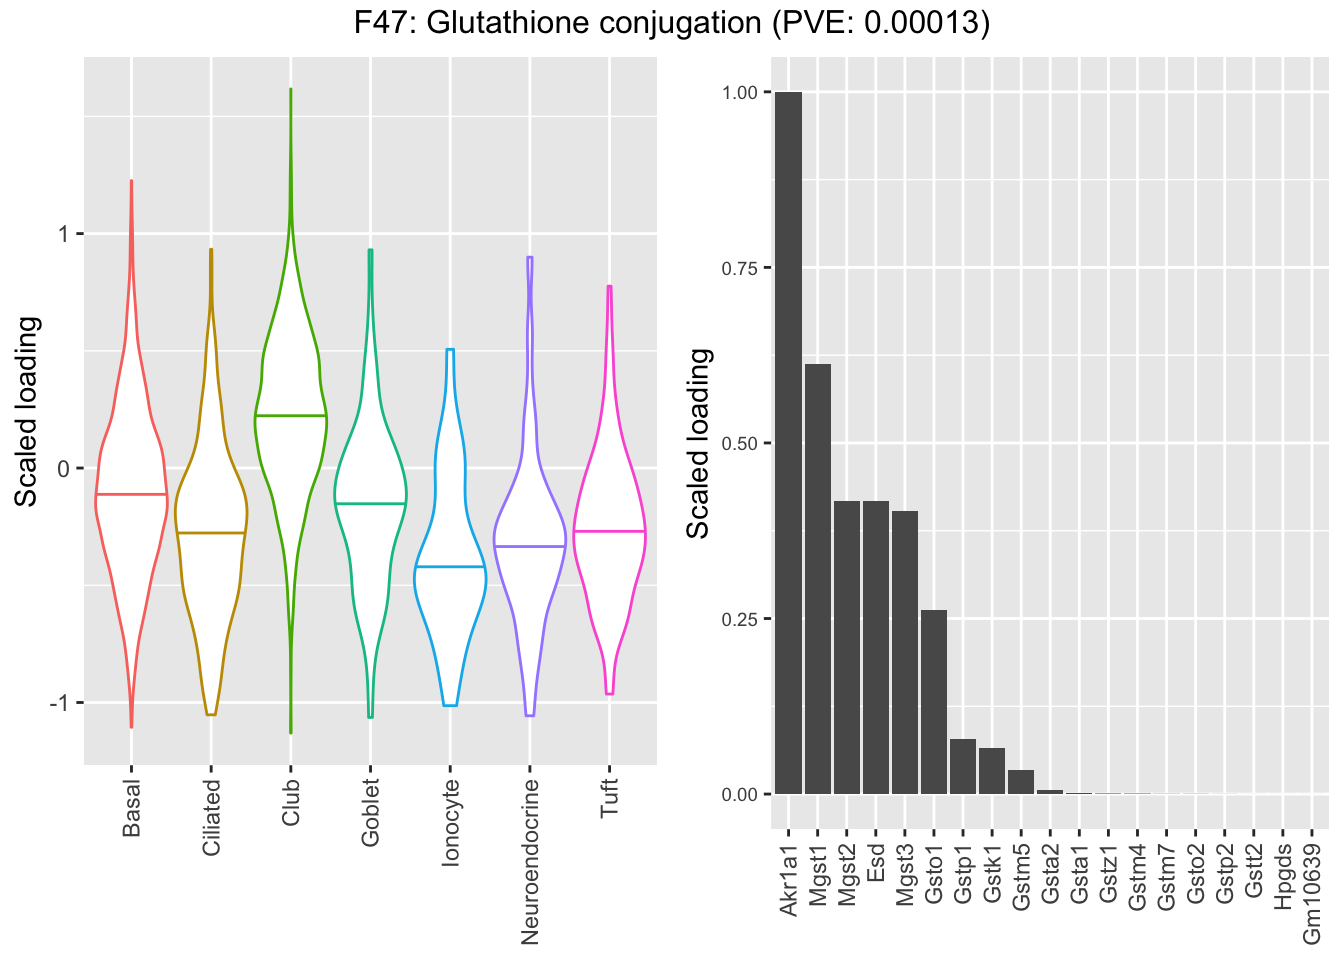 F47: Glutathione conjugation (PVE: 0.00013)
Scaled loading
1
0
-1
Basal
Ciliated
Club
Goblet
Ionocyte
Neuroendocrine
Tuft
Scaled loading
1.00
0.75
0.50
0.25
0.00
Akr1a1
Mgst1
Mgst2
Esd
Mgst3
Gsto1
Gstp1
Gstk1
Gstm5
Gsta2
Gsta1
Gstz1
Gstm4
Gstm7
Gsto2
Gstp2
Gstt2
Hpgds
Gm10639